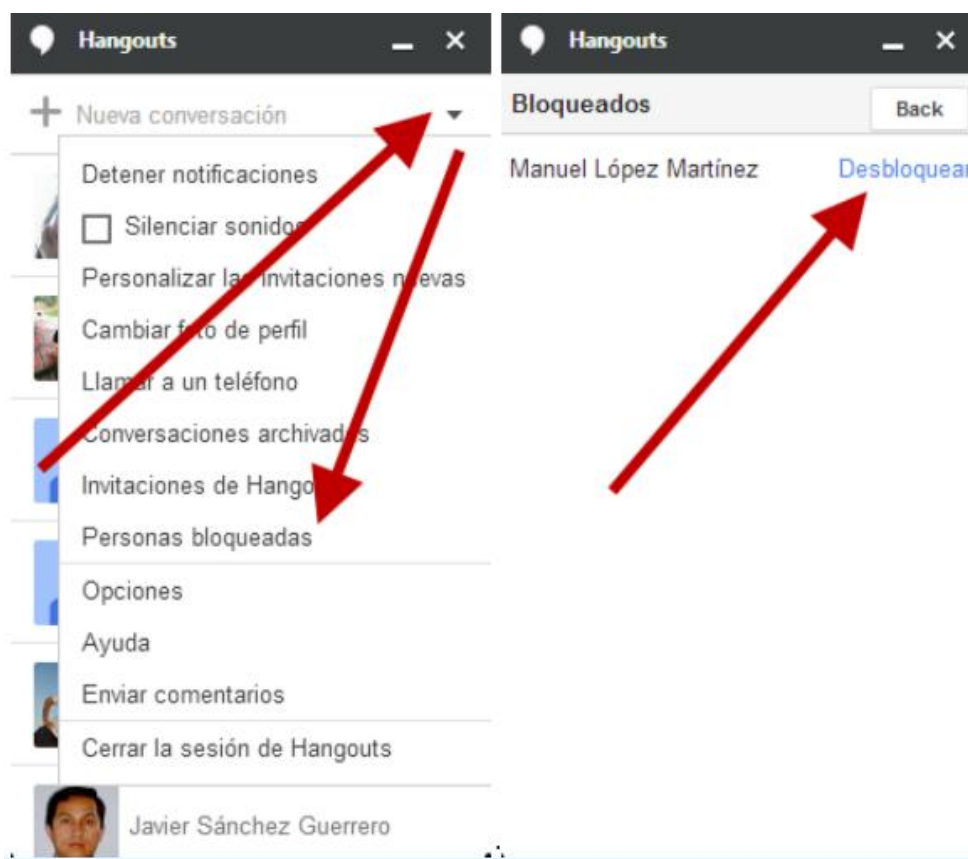 Hangouts
Nueva conversación
Detener notificaciones
Silenciar sonidos
Personalizar las invitaciones nuevas
Cambiar foto de perfil
Llamar a un teléfono
Conversaciones archivadas
Invitaciones de Hango
Personas bloqueadas
Opciones
Ayuda
Enviar comentarios
Cerrar la sesión de Hangouts
Javier Sánchez Guerrero
Hangouts
Bloqueados
Back
Manuel López Martínez Desbloquear